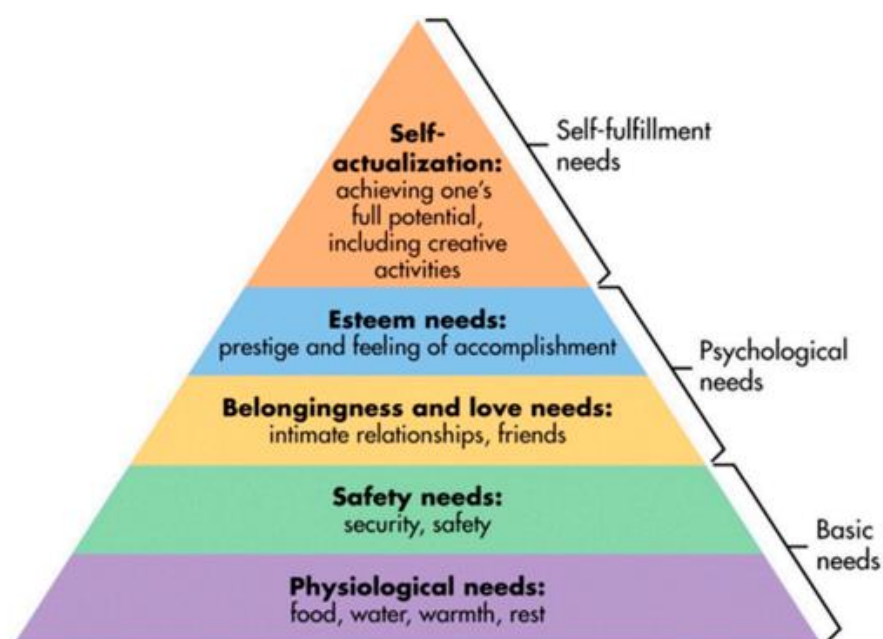 Self-
actualization:
achieving one's
full potential,
including creative
activities
Self-fulfillment
needs
Esteem needs:
prestige and feeling of accomplishment
Psychological
needs
Belongingness and love needs:
intimate relationships, friends
Safety needs:
security, safety
Basic
needs
Physiological needs:
food, water, warmth, rest